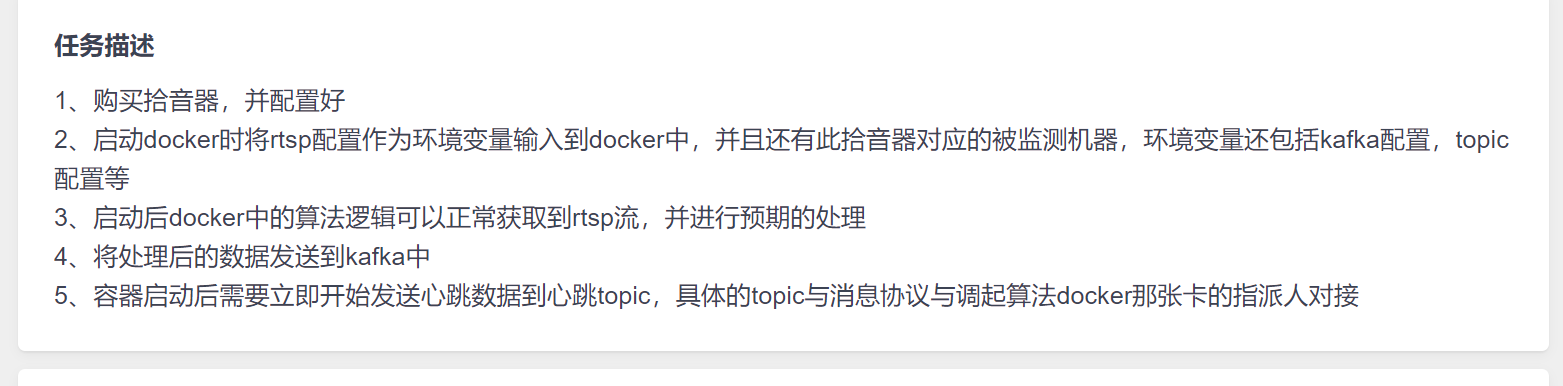 任务描述
1、购买拾音器，并配置好
2、启动docker时将rtsp配置作为环境变量输入到docker中，并且还有此拾音器对应的被监测机器，环境变量还包括kafka配置，topic
配置等
3、启动后docker中的算法逻辑可以正常获取到rtsp流，并进行预期的处理
4、将处理后的数据发送到kafka中
5、容器启动后需要立即开始发送心跳数据到心跳topic，具体的topic与消息协议与调起算法docker那张卡的指派人对接